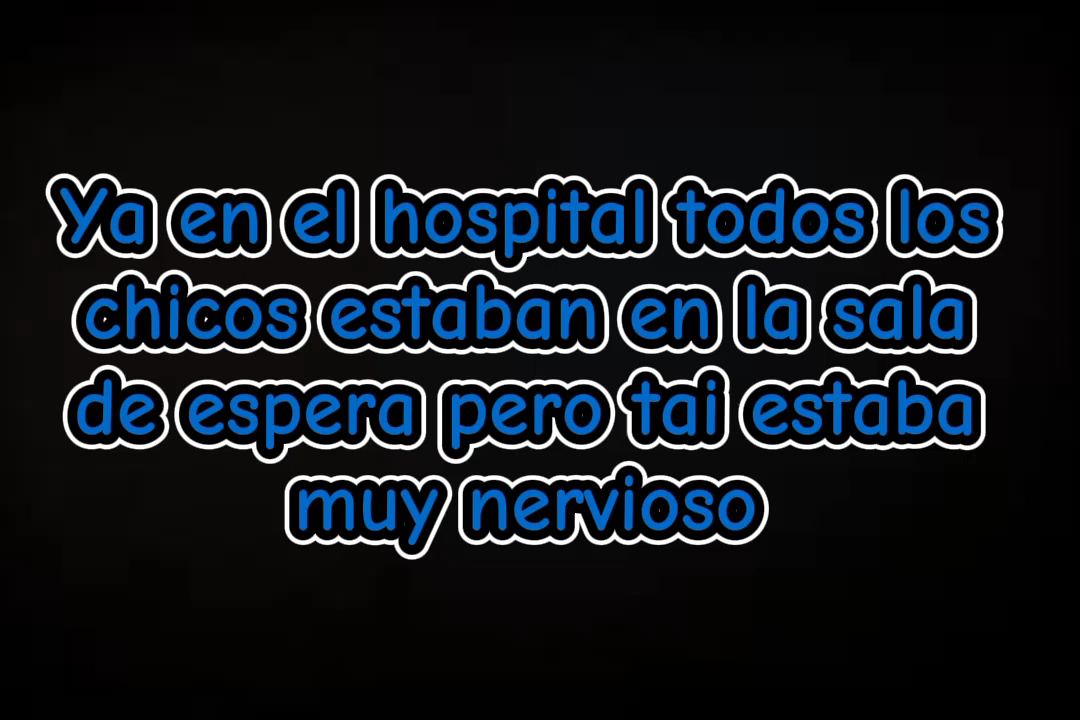 Ya en el hospital todos los
chicos estaban en la sala
de espera pero tai estaba
muy nervioso